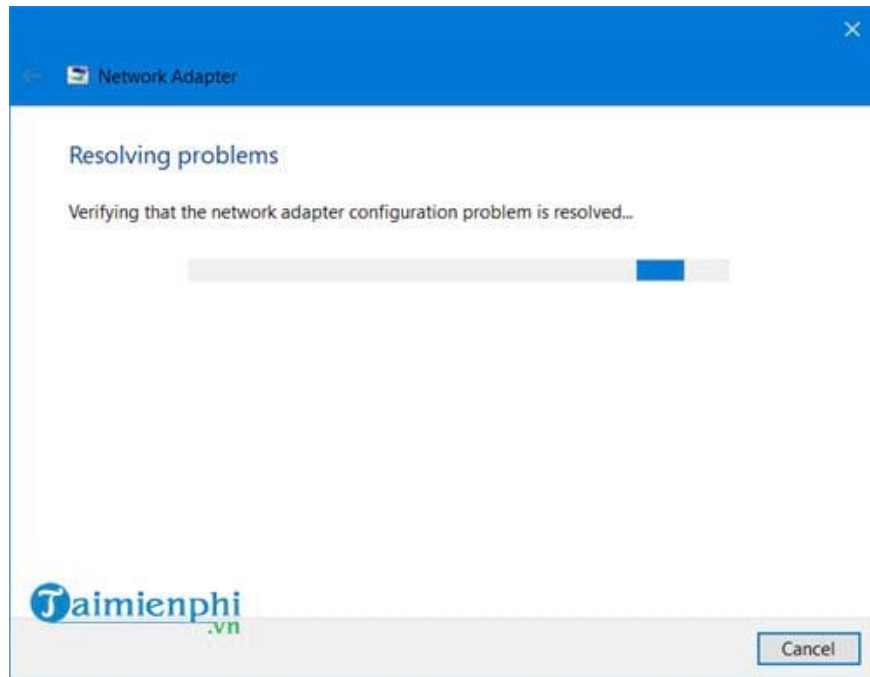 Network Adapter
Resolving problems
Verifying that the network adapter configuration problem is resolved...
Taimienphi
.vn
Cancel